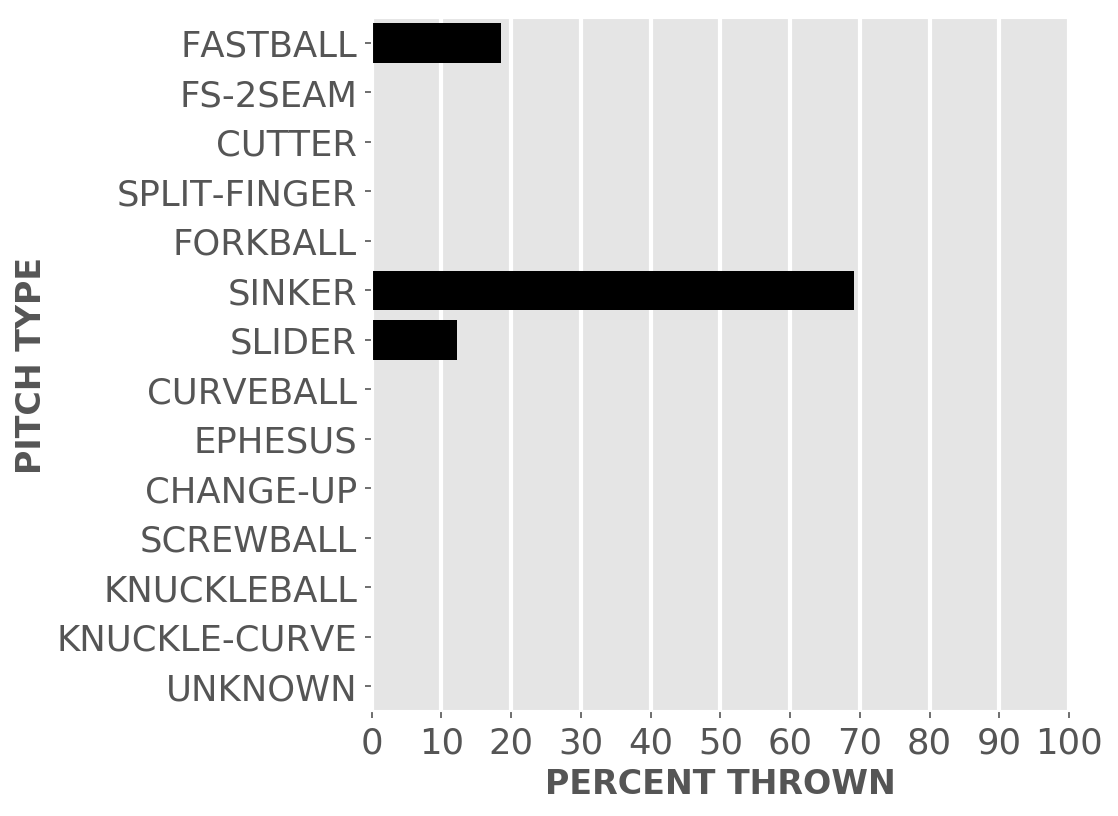 FASTBALL
FS-2SEAM
CUTTER
SPLIT-FINGER
FORKBALL
SINKER
SLIDER
CURVEBALL
EPHESUS
CHANGE-UP
SCREWBALL
KNUCKLEBALL
KNUCKLE-CURVE
UNKNOWN
PITCH TYPE
0 10 20 30 40 50 60 70 80 90 100
PERCENT THROWN